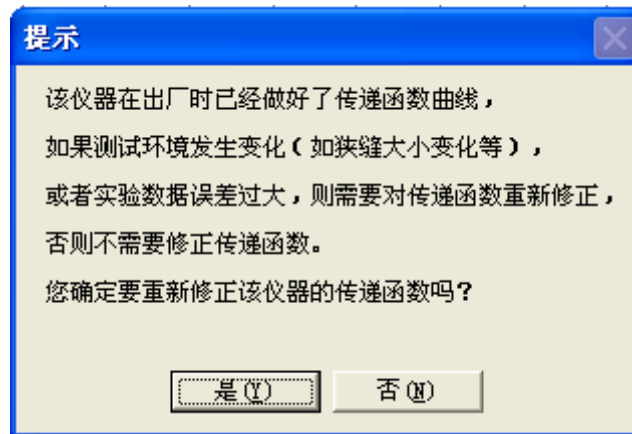 提示
该仪器在出厂时已经做好了传递函数曲线，
如果测试环境发生变化（如狭缝大小变化等），
或者实验数据误差过大，则需要对传递函数重新修正，
否则不需要修正传递函数。
您确定要重新修正该仪器的传递函数吗？
是(Y) 否(N)